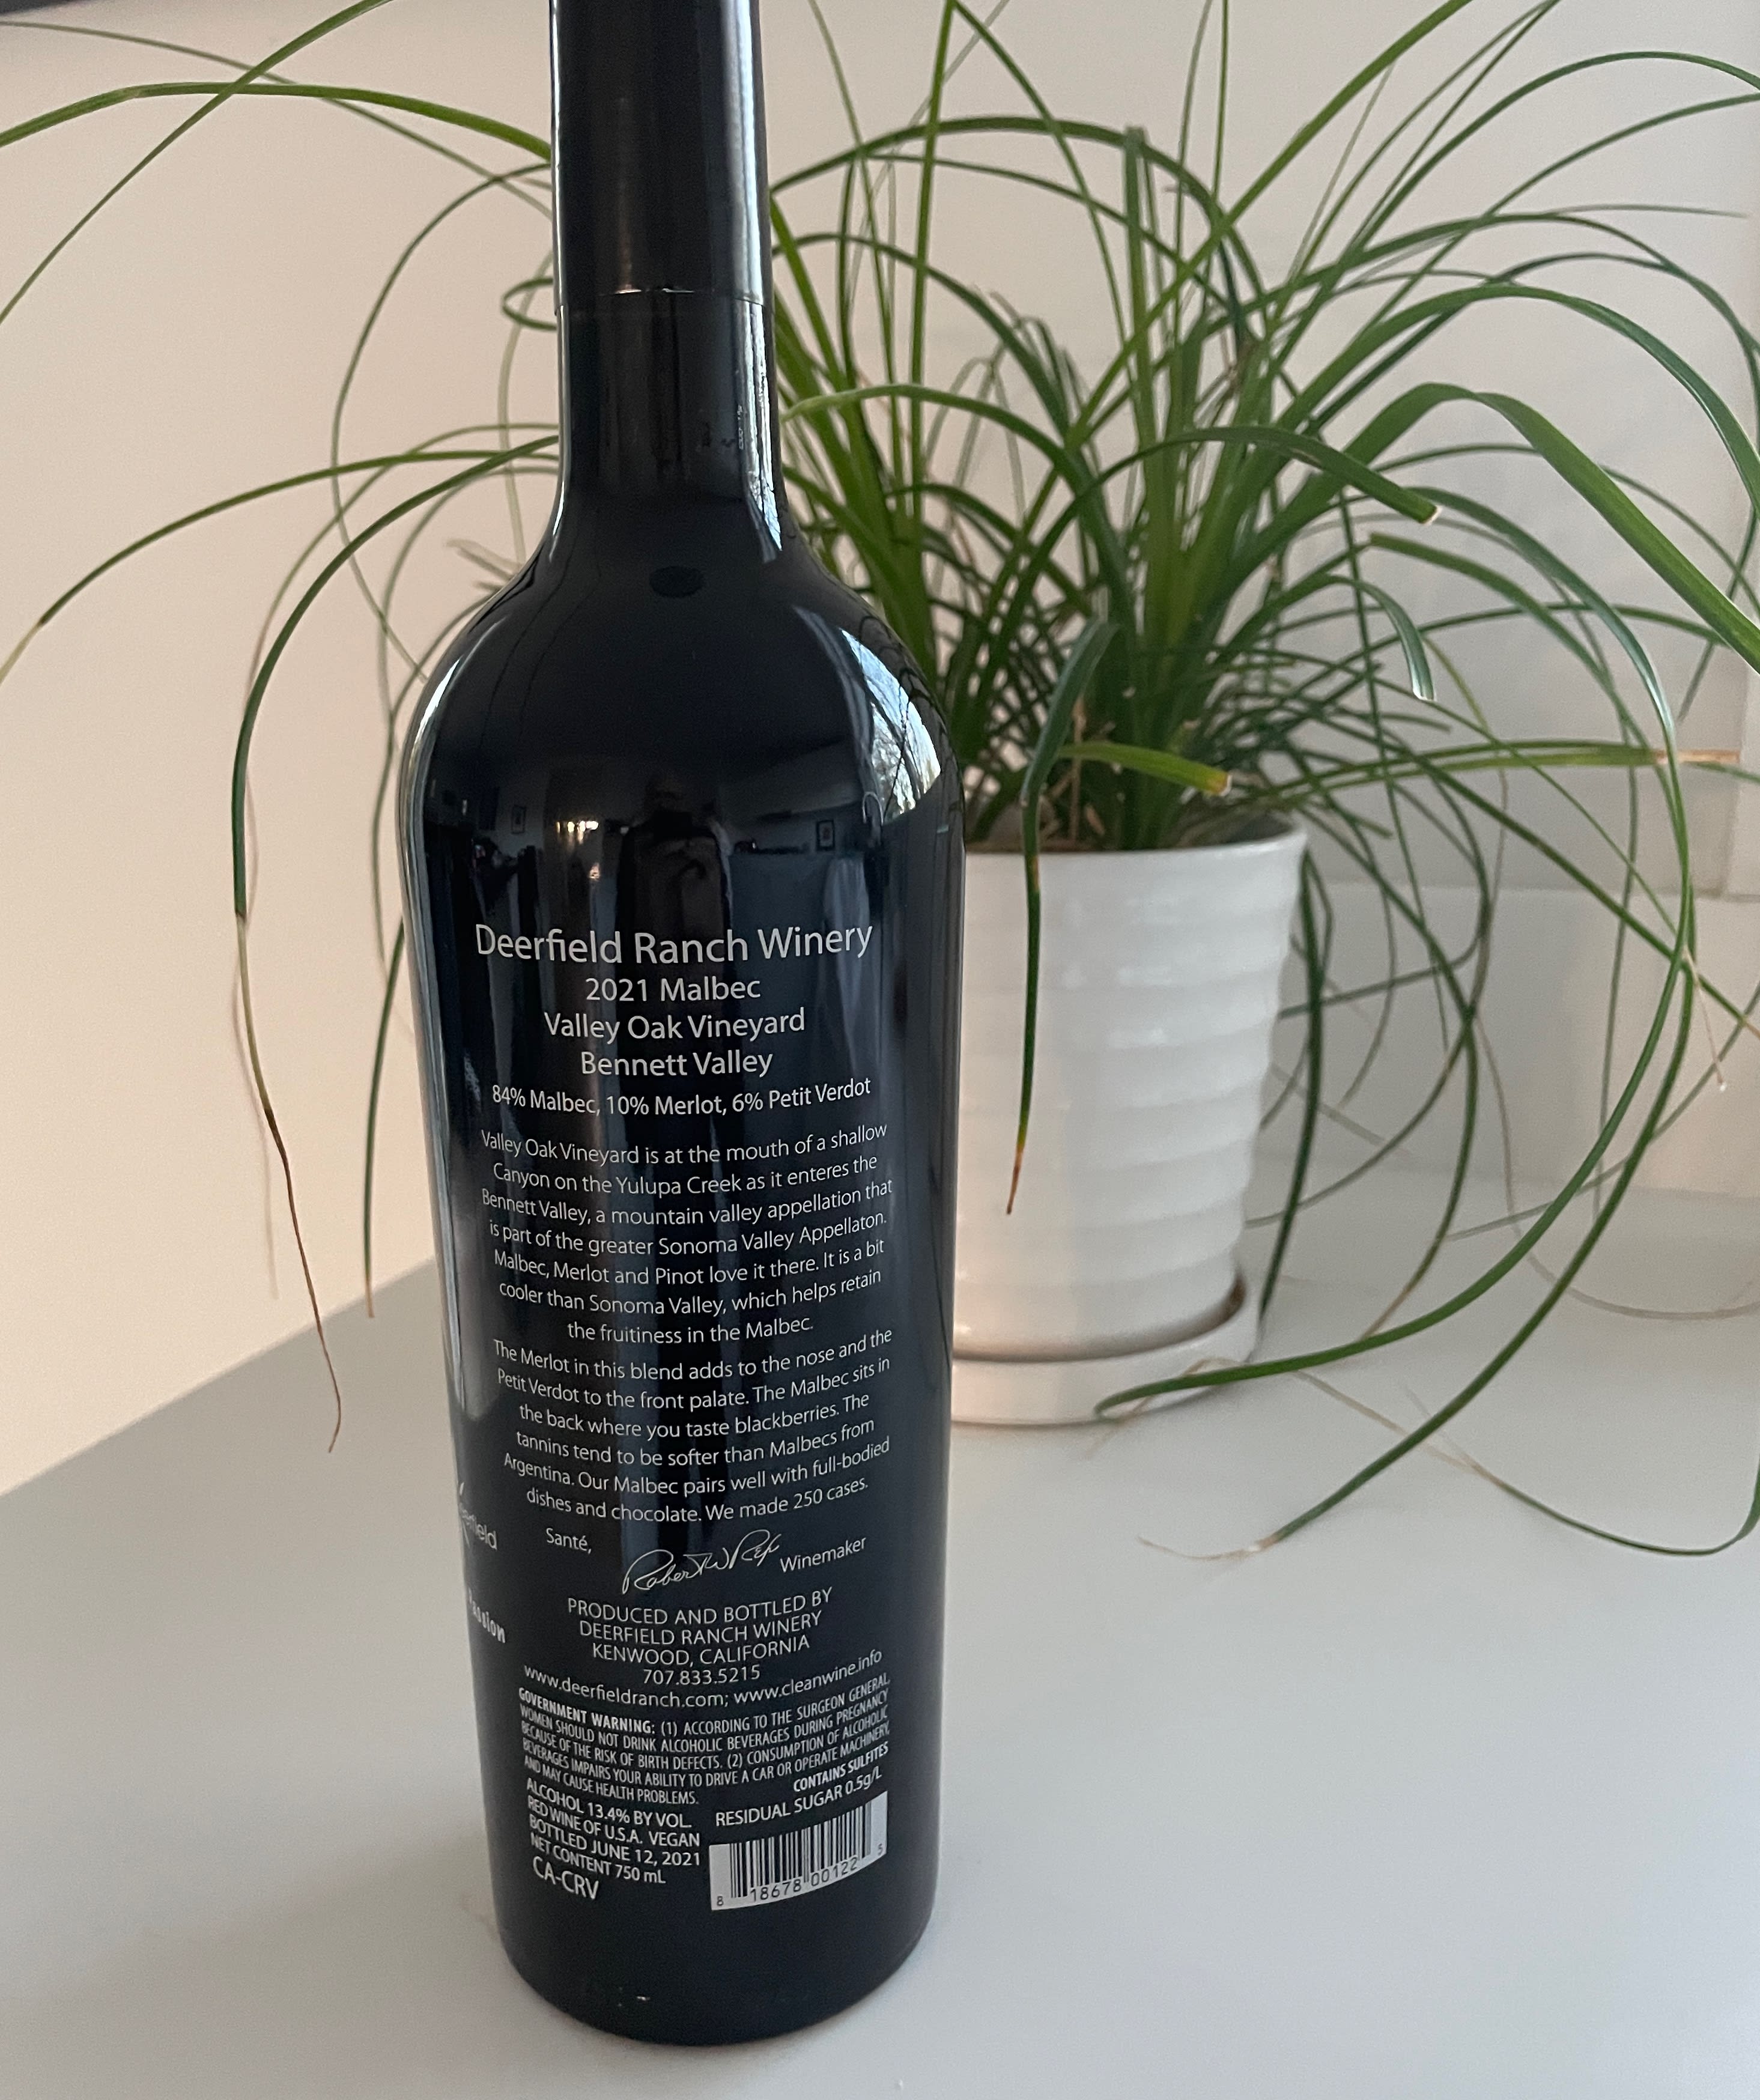 Deerfield Ranch Winery
2021 Malbec
Valley Oak Vineyard
Bennett Valley
84% Malbec, 10% Merlot, 6% Petit Verdot
Valley Oak Vineyard is at the mouth of a shallow
Canyon on the Yulupa Creek as it enteres the
Bennett Valley, a mountain valley appellation that
is part of the greater Sonoma Valley Appellaton.
Malbec, Merlot and Pinot love it there. It is a bit
cooler than Sonoma Valley, which helps retain
the fruitiness in the Malbec.
The Merlot in this blend adds to the nose and the
Petit Verdot to the front palate. The Malbec sits in
the back where you taste blackberries. The
tannins tend to be softer than Malbecs from
Argentina. Our Malbec pairs well with full-bodied
dishes and chocolate. We made 250 cases.
Santé,
Robert W Rex Winemaker
PRODUCED AND BOTTLED BY
DEERFIELD RANCH WINERY
KENWOOD, CALIFORNIA
707.833.5215
www.deerfieldranch.com; www.cleanwine.info
GOVERNMENT WARNING: (1) ACCORDING TO THE SURGEON GENERAL,
WOMEN SHOULD NOT DRINK ALCOHOLIC BEVERAGES DURING PREGNANCY
BECAUSE OF THE RISK OF BIRTH DEFECTS. (2) CONSUMPTION OF ALCOHOLIC
BEVERAGES IMPAIRS YOUR ABILITY TO DRIVE A CAR OR OPERATE MACHINERY,
AND MAY CAUSE HEALTH PROBLEMS.
CONTAINS SULFITES
RESIDUAL SUGAR 0.5g/L
ALCOHOL 13.4% BY VOL.
RED WINE OF U.S.A. VEGAN
BOTTLED JUNE 12, 2021
NET CONTENT 750 mL
CA-CRV
8 18678 00122 5